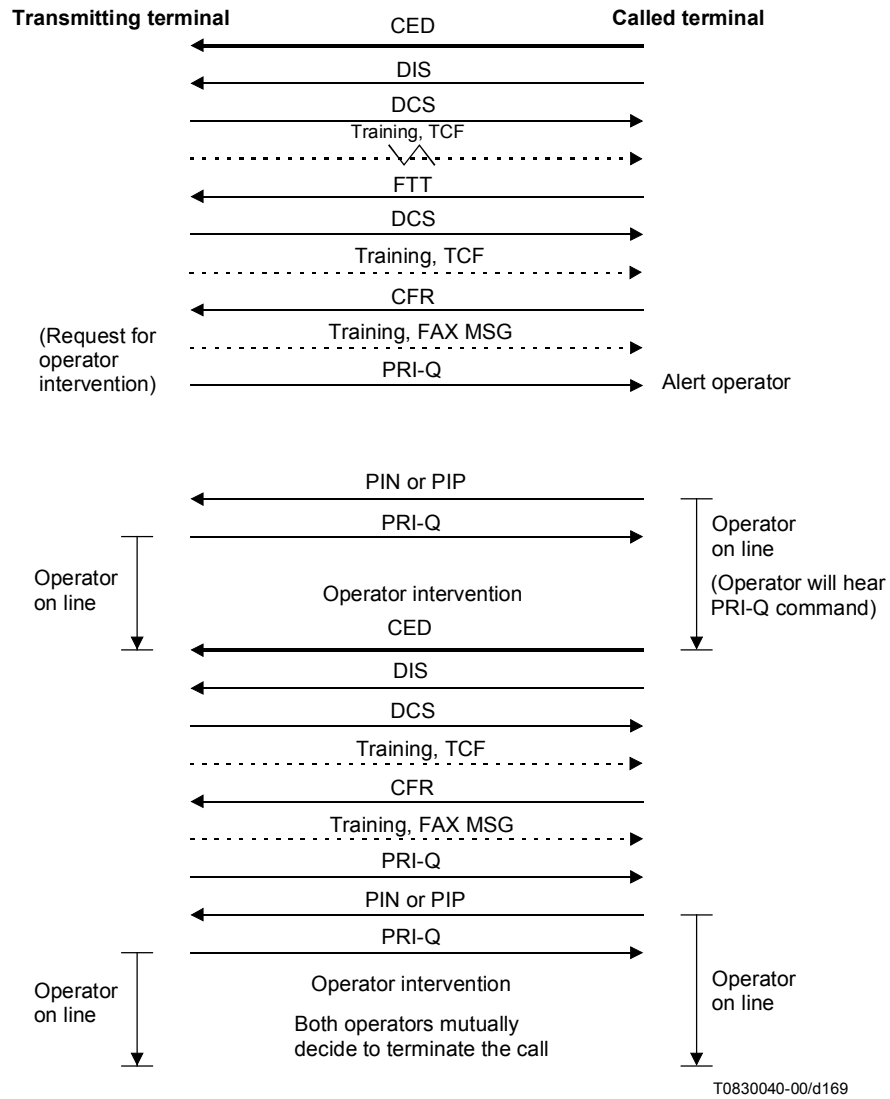 Transmitting terminal
Called terminal
CED
DIS
DCS
Training, TCF
FTT
DCS
Training, TCF
CFR
Training, FAX MSG
(Request for
operator
intervention)
PRI-Q
Alert operator
PIN or PIP
PRI-Q
Operator
on line
(Operator will hear
PRI-Q command)
Operator
on line
Operator intervention
CED
DIS
DCS
Training, TCF
CFR
Training, FAX MSG
PRI-Q
PIN or PIP
PRI-Q
Operator
on line
Operator intervention
Both operators mutually
decide to terminate the call
Operator
on line
T0830040-00/d169